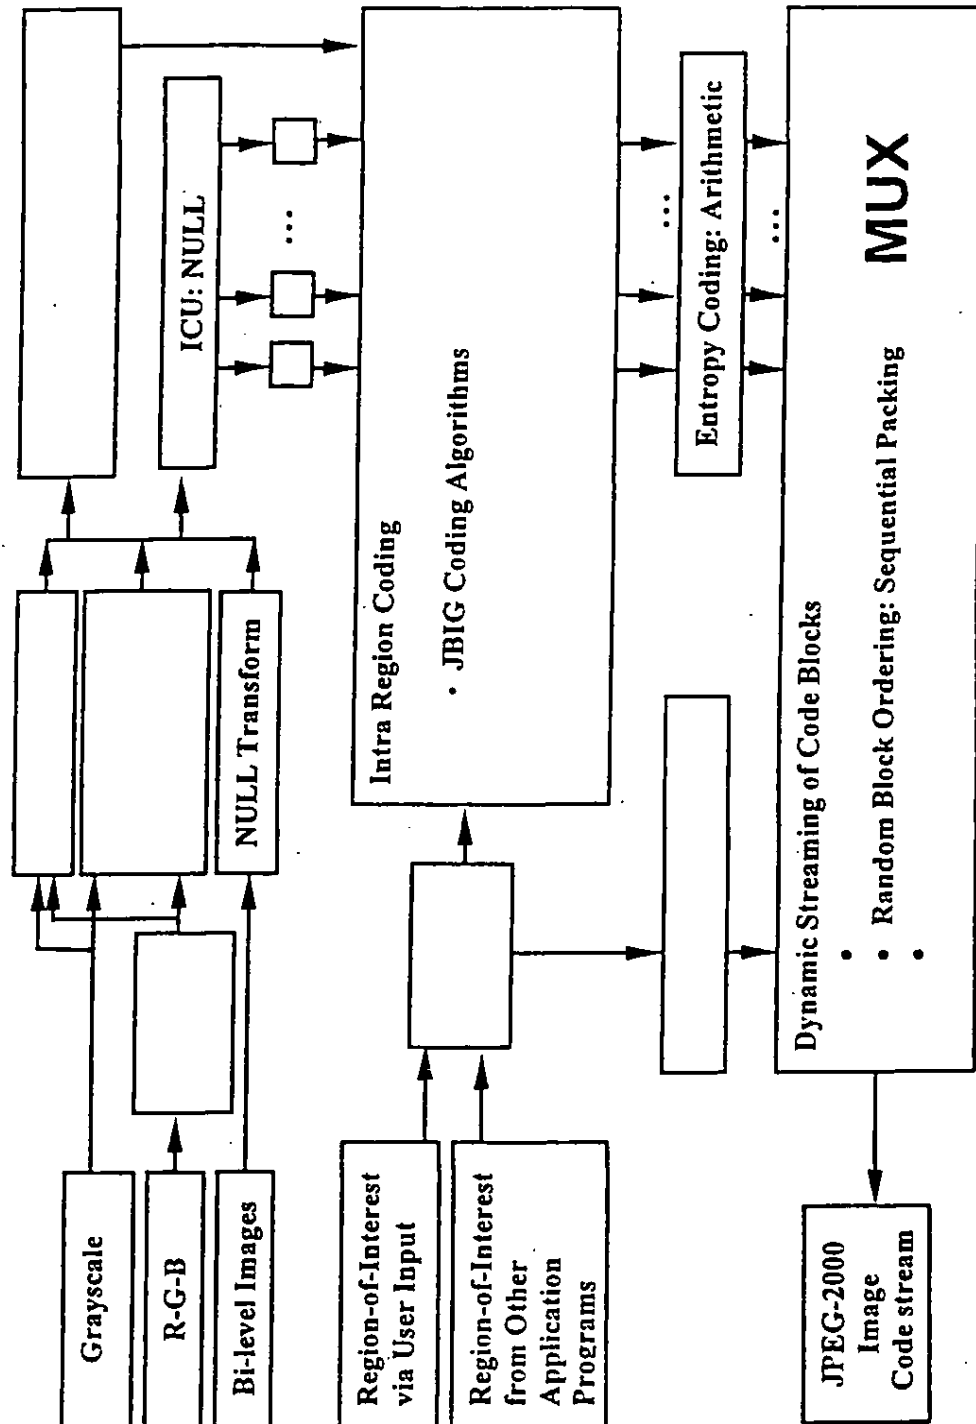 Grayscale
R-G-B
Bi-level Images
NULL Transform
ICU: NULL
...
Region-of-Interest
via User Input
Region-of-Interest
from Other
Application
Programs
Intra Region Coding
• JBIG Coding Algorithms
...
Entropy Coding: Arithmetic
...
Dynamic Streaming of Code Blocks
•
• Random Block Ordering: Sequential Packing
•
MUX
JPEG-2000
Image
Code stream